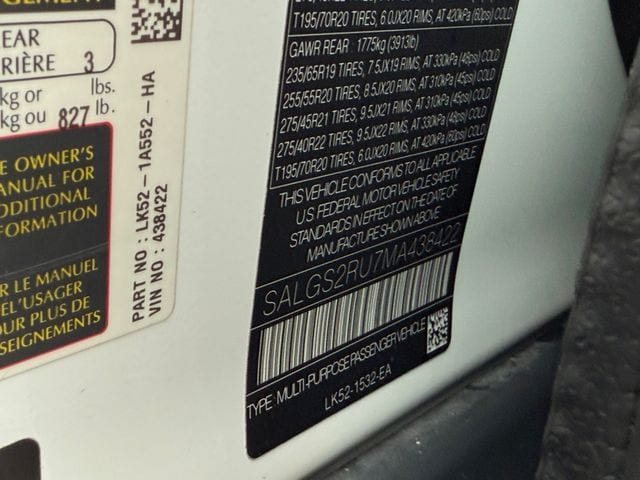 GEMENT
REAR
RIÈRE 3
kg or lbs.
kg ou 827 lb.
E OWNER'S
ANUAL FOR
DDITIONAL
FORMATION
R LE MANUEL
EL'USAGER
OUR PLUS DE
SEIGNEMENTS
PART NO : LK52-1A552-HA
VIN NO : 438422
T195/70R20 TIRES, 6.0JX20 RIMS, AT 420kPa (60psi) COLD
GAWR REAR : 1775kg (3913lb)
235/65R19 TIRES, 7.5JX19 RIMS, AT 330kPa (48psi) COLD
255/55R20 TIRES, 8.5JX20 RIMS, AT 310kPa (45psi) COLD
275/45R21 TIRES, 9.5JX21 RIMS, AT 310kPa (45psi) COLD
275/40R22 TIRES, 9.5JX22 RIMS, AT 330kPa (48psi) COLD
T195/70R20 TIRES, 6.0JX20 RIMS, AT 420kPa (60psi) COLD
THIS VEHICLE CONFORMS TO ALL APPLICABLE
U.S. FEDERAL MOTOR VEHICLE SAFETY
STANDARDS IN EFFECT ON THE DATE OF
MANUFACTURE SHOWN ABOVE
SALGS2RU7MA438422
TYPE: MULTI-PURPOSE PASSENGER VEHICLE
LK52-1532-EA